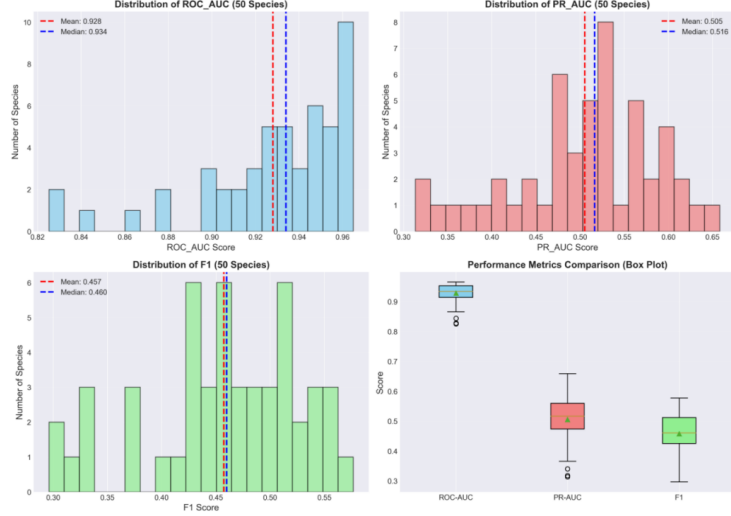 Distribution of ROC_AUC (50 Species)
Mean: 0.928
Median: 0.934
Number of Species
10
8
6
4
2
0
0.82 0.84 0.86 0.88 0.90 0.92 0.94 0.96
ROC_AUC Score
Distribution of PR_AUC (50 Species)
Mean: 0.505
Median: 0.516
Number of Species
8
7
6
5
4
3
2
1
0
0.30 0.35 0.40 0.45 0.50 0.55 0.60 0.65
PR_AUC Score
Distribution of F1 (50 Species)
Mean: 0.457
Median: 0.460
Number of Species
6
5
4
3
2
1
0
0.30 0.35 0.40 0.45 0.50 0.55
F1 Score
Performance Metrics Comparison (Box Plot)
Score
0.9
0.8
0.7
0.6
0.5
0.4
0.3
ROC-AUC PR-AUC F1